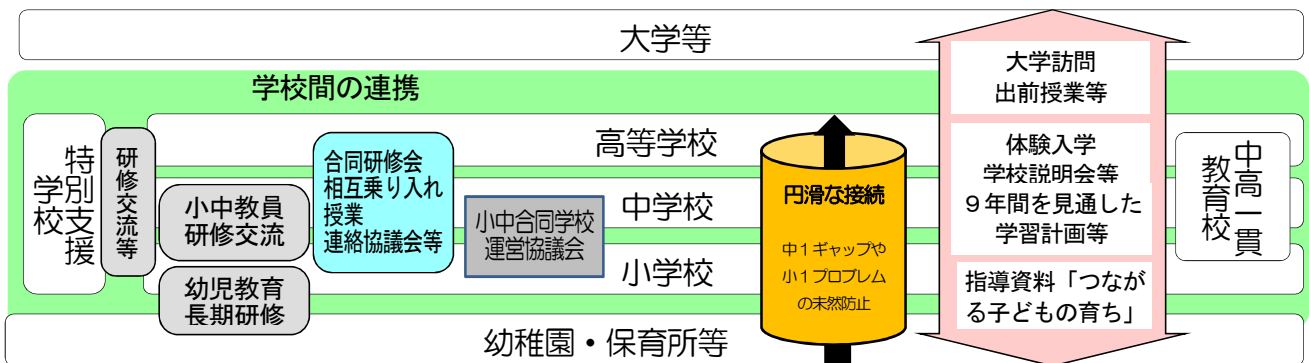 大学等
学校間の連携
特別支援
学校
研修交流等
小中教員
研修交流
幼児教育
長期研修
合同研修会
相互乗り入れ
授業
連絡協議会等
小中合同学校
運営協議会
高等学校
中学校
小学校
幼稚園・保育所等
円滑な接続
中1ギャップや
小1プロブレム
の未然防止
大学訪問
出前授業等
体験入学
学校説明会等
９年間を見通した
学習計画等
指導資料「つなが
る子どもの育ち」
中高一貫
教育校